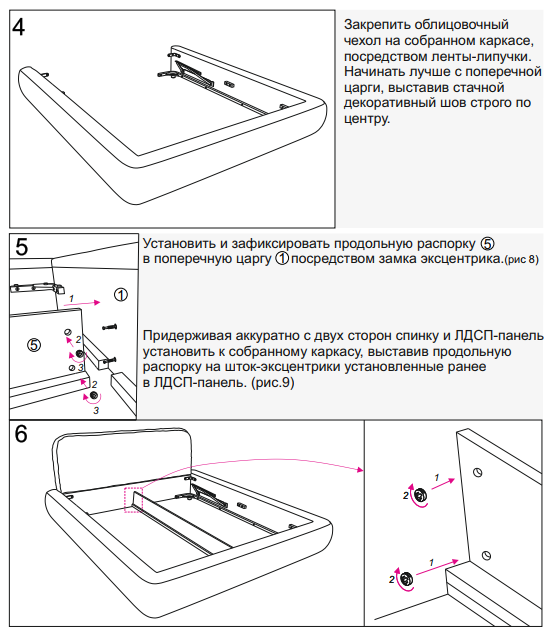 4
Закрепить облицовочный
чехол на собранном каркасе,
посредством ленты-липучки.
Начинать лучше с поперечной
царги, выставив стачной
декоративный шов строго по
центру.
5
Установить и зафиксировать продольную распорку 5
в поперечную царгу 1 посредством замка эксцентрика.(рис 8)
1
1
5
2
3
2
3
Придерживая аккуратно с двух сторон спинку и ЛДСП-панель
установить к собранному каркасу, выставив продольную
распорку на шток-эксцентрики установленные ранее
в ЛДСП-панель. (рис.9)
6
1
2
1
2